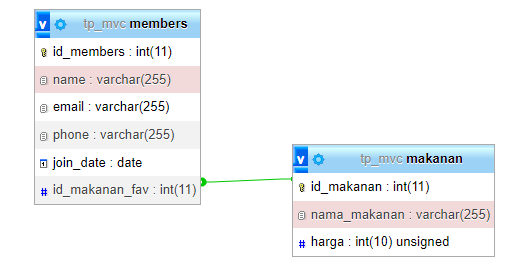 v tp_mvc members
id_members : int(11)
name : varchar(255)
email : varchar(255)
phone : varchar(255)
join_date : date
# id_makanan_fav : int(11)
v tp_mvc makanan
id_makanan : int(11)
nama_makanan : varchar(255)
# harga : int(10) unsigned